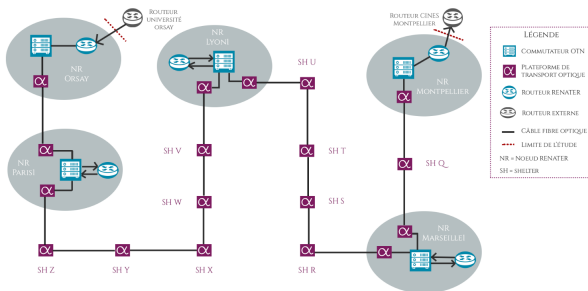 Routeur
université
orsay
NR
Orsay
NR
Paris1
SH Z
SH Y
SH X
SH W
SH V
NR
Lyon1
SH U
SH T
SH S
SH R
Routeur CINES
Montpellier
NR
Montpellier
SH Q
NR
Marseille1
Légende
Commutateur OTN
Plateforme de
transport optique
Routeur RENATER
Routeur externe
Câble fibre optique
Limite de l'étude
NR = Noeud RENATER
SH = shelter